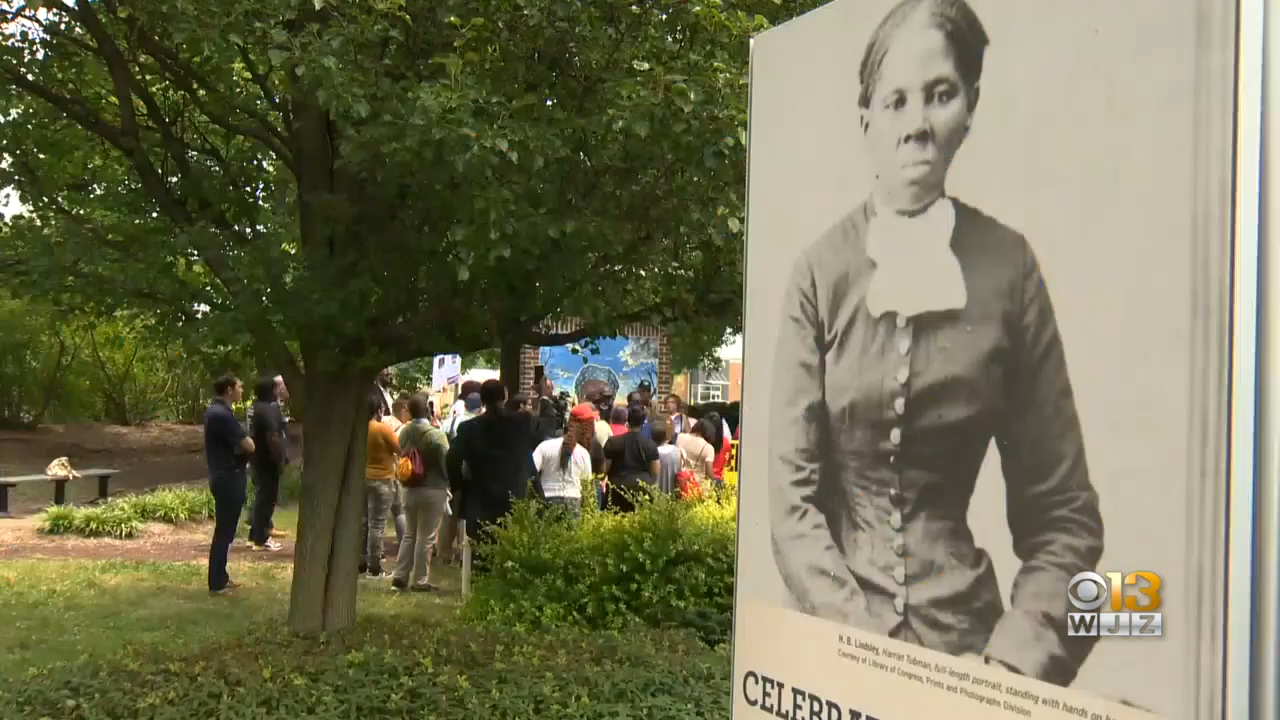 H. B. Lindsley, Harriet Tubman, full-length portrait, standing with hands on
Courtesy of Library of Congress, Prints and Photographs Division
CELEBRA
13
WJZ